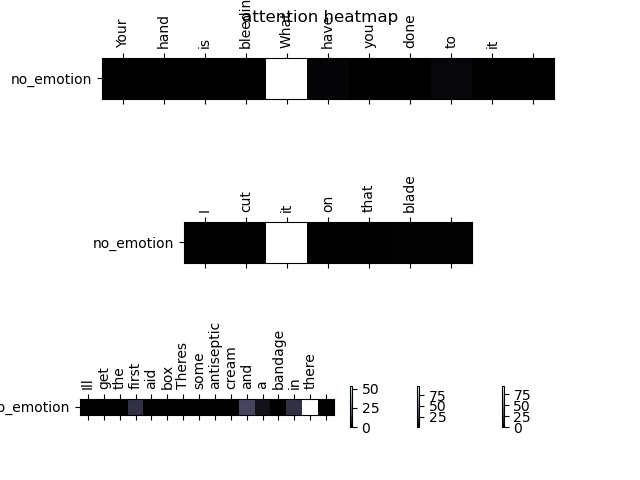 attention heatmap
Your hand is bleeding What have you done to it
no_emotion
I cut it on that blade
no_emotion
Ill get the first aid box Theres some antiseptic cream and a bandage in there
no_emotion
50 25 0
75 50 25
75 50 25 0